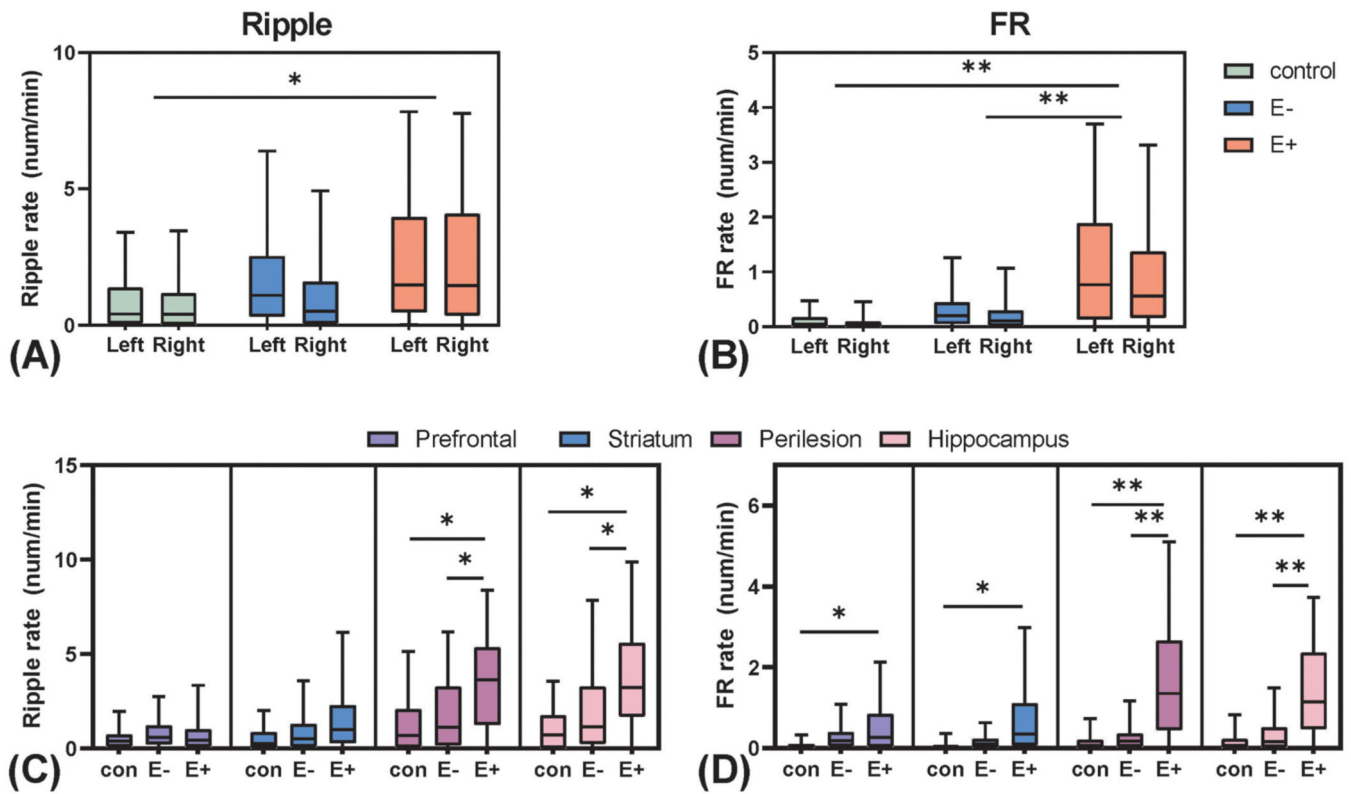 Ripple
FR
Ripple rate (num/min)
10
5
0
*
Left Right Left Right Left Right
(A)
FR rate (num/min)
5
4
3
2
1
0
**
**
Left Right Left Right Left Right
(B)
control
E-
E+
Prefrontal Striatum Perilesion Hippocampus
Ripple rate (num/min)
15
10
5
0
*
*
*
*
con E- E+ con E- E+ con E- E+ con E- E+
(C)
FR rate (num/min)
6
4
2
0
*
*
**
**
**
**
con E- E+ con E- E+ con E- E+ con E- E+
(D)